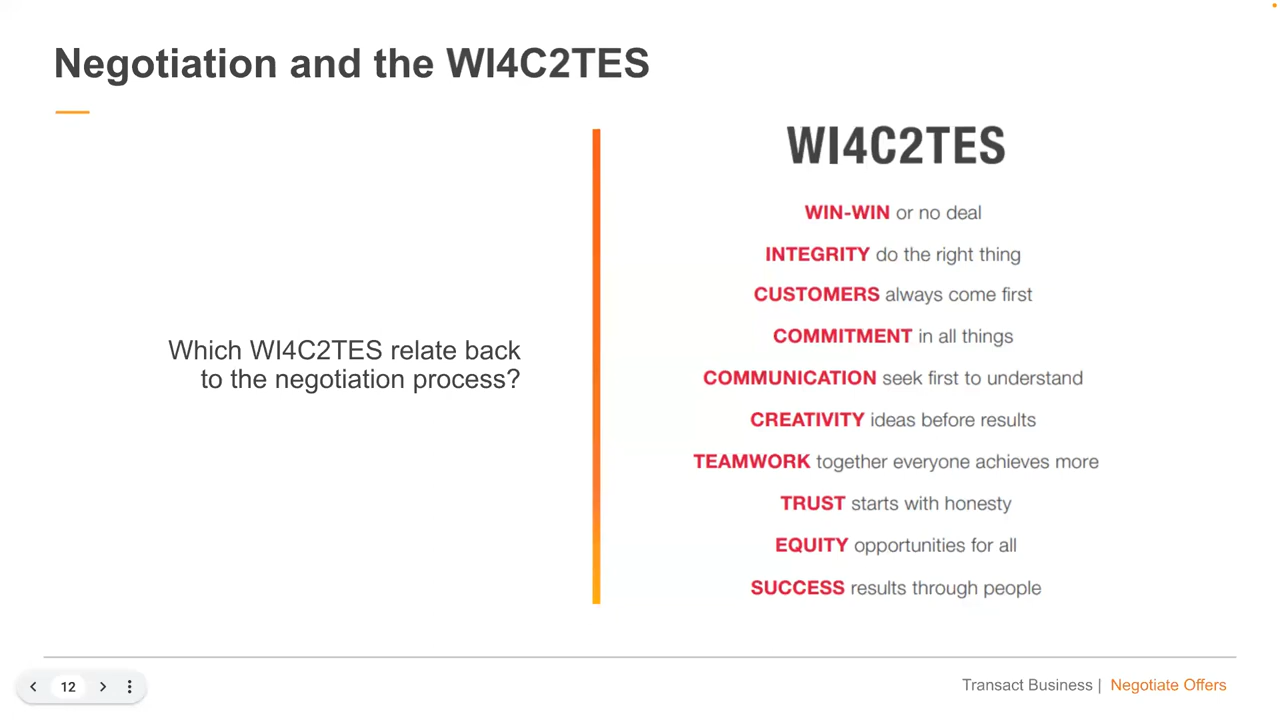 Negotiation and the WI4C2TES
Which WI4C2TES relate back
to the negotiation process?
WI4C2TES
WIN-WIN or no deal
INTEGRITY do the right thing
CUSTOMERS always come first
COMMITMENT in all things
COMMUNICATION seek first to understand
CREATIVITY ideas before results
TEAMWORK together everyone achieves more
TRUST starts with honesty
EQUITY opportunities for all
SUCCESS results through people
12
Transact Business | Negotiate Offers